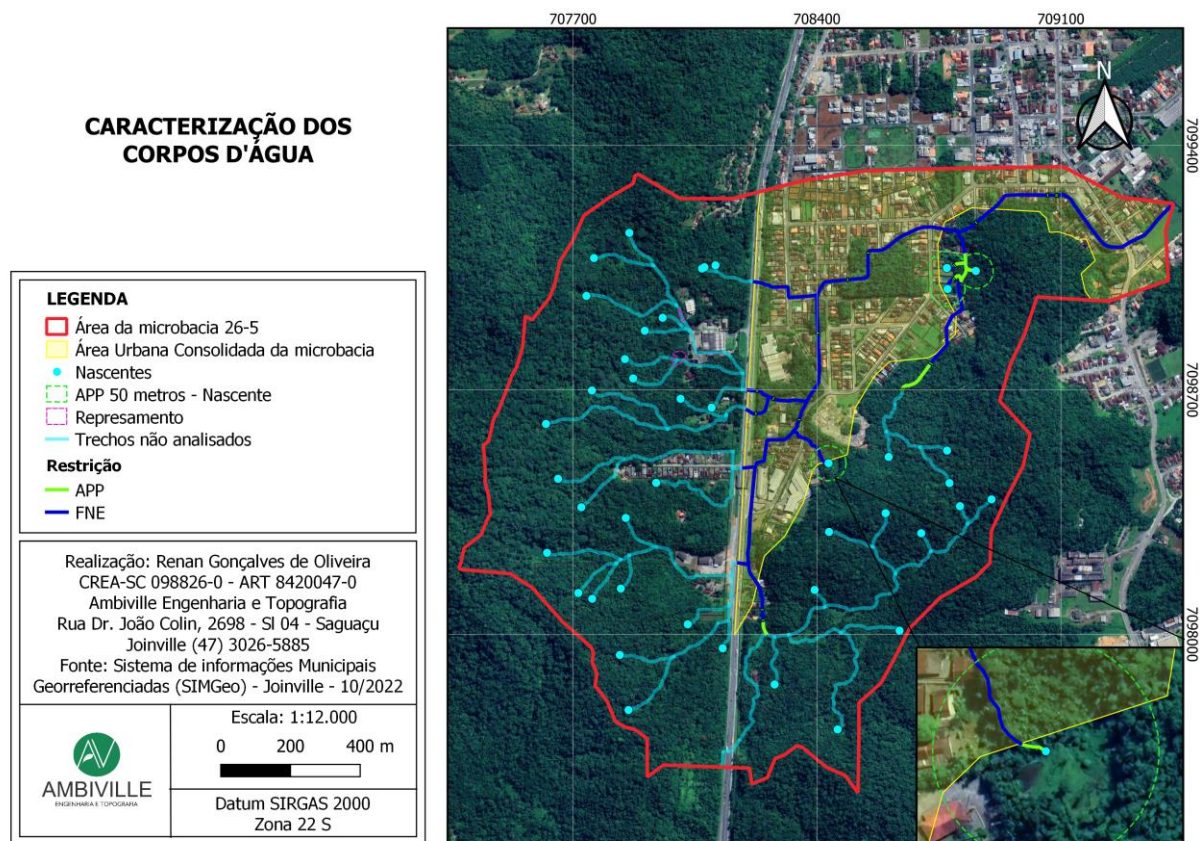 CARACTERIZAÇÃO DOS
CORPOS D'ÁGUA
LEGENDA
Área da microbacia 26-5
Área Urbana Consolidada da microbacia
Nascentes
APP 50 metros - Nascente
Represamento
Trechos não analisados
Restrição
APP
FNE
Realização: Renan Gonçalves de Oliveira
CREA-SC 098826-0 - ART 8420047-0
Ambiville Engenharia e Topografia
Rua Dr. João Colin, 2698 - Sl 04 - Saguaçu
Joinville (47) 3026-5885
Fonte: Sistema de informações Municipais
Georreferenciadas (SIMGeo) - Joinville - 10/2022
AV
AMBIVILLE
ENGENHARIA E TOPOGRAFIA
Escala: 1:12.000
0 200 400 m
Datum SIRGAS 2000
Zona 22 S
707700 708400 709100
N
7099400
7098700
7098000
707700 708400 709100